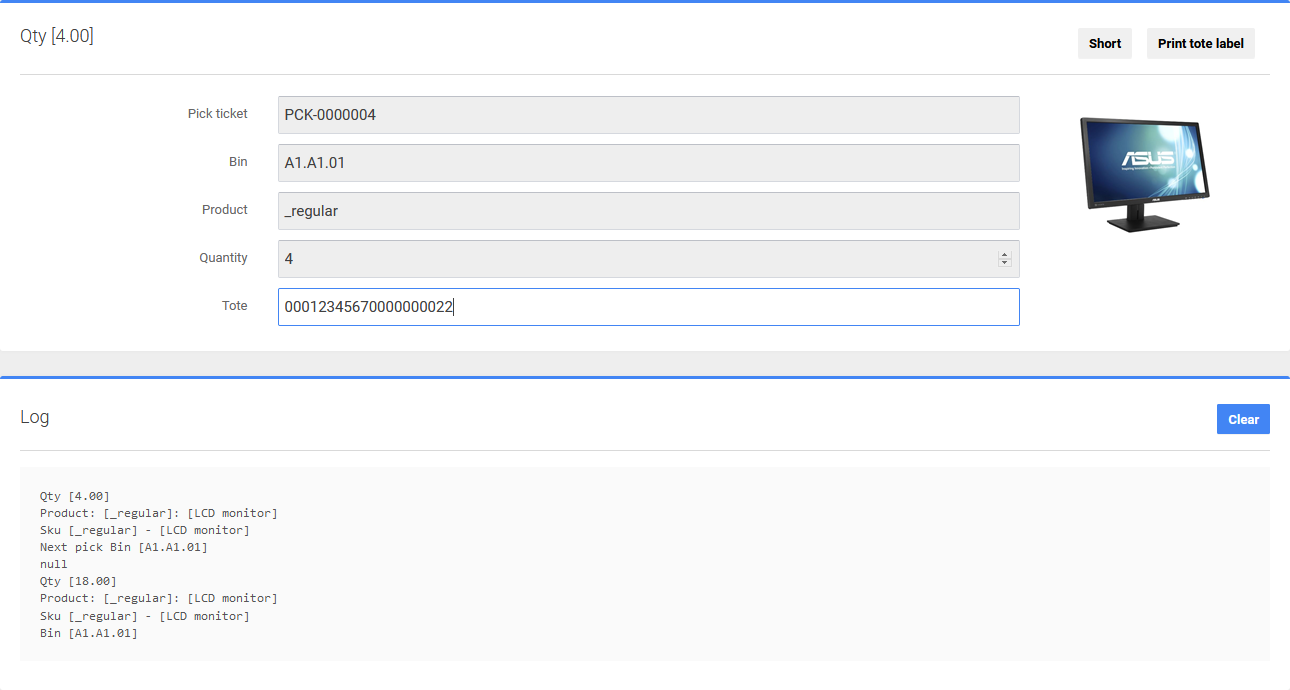 Qty [4.00]
Short
Print tote label
Pick ticket
PCK-0000004
Bin
A1.A1.01
Product
_regular
Quantity
4
Tote
00012345670000000022
ASUS
Log
Clear
Qty [4.00]
Product: [_regular]: [LCD monitor]
Sku [_regular] - [LCD monitor]
Next pick Bin [A1.A1.01]
null
Qty [18.00]
Product: [_regular]: [LCD monitor]
Sku [_regular] - [LCD monitor]
Bin [A1.A1.01]